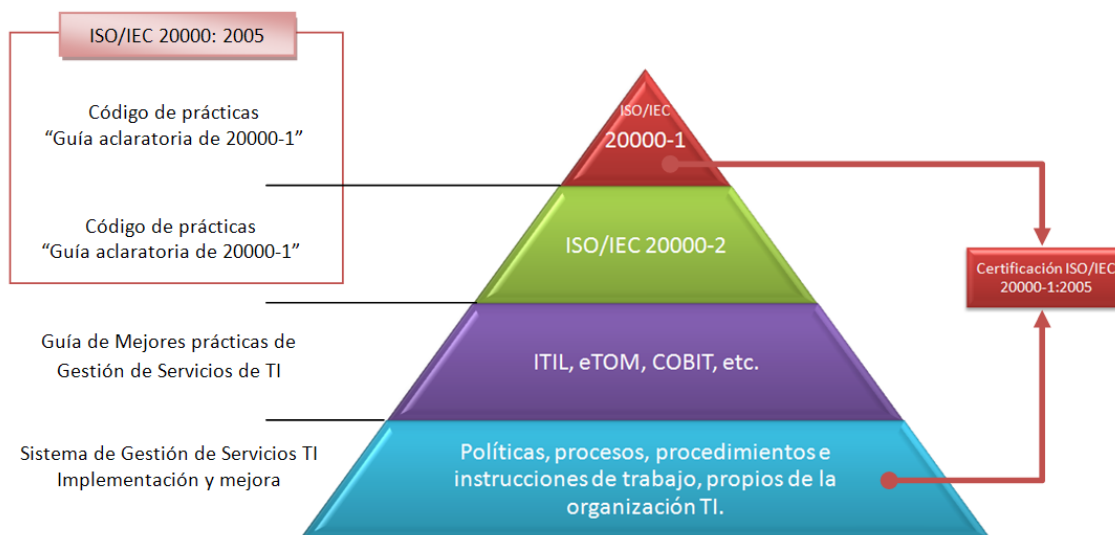 ISO/IEC 20000: 2005
Código de prácticas
“Guía aclaratoria de 20000-1”
Código de prácticas
“Guía aclaratoria de 20000-1”
Guía de Mejores prácticas de
Gestión de Servicios de TI
Sistema de Gestión de Servicios TI
Implementación y mejora
ISO/IEC
20000-1
ISO/IEC 20000-2
ITIL, eTOM, COBIT, etc.
Políticas, procesos, procedimientos e
instrucciones de trabajo, propios de la
organización TI.
Certificación ISO/IEC
20000-1:2005